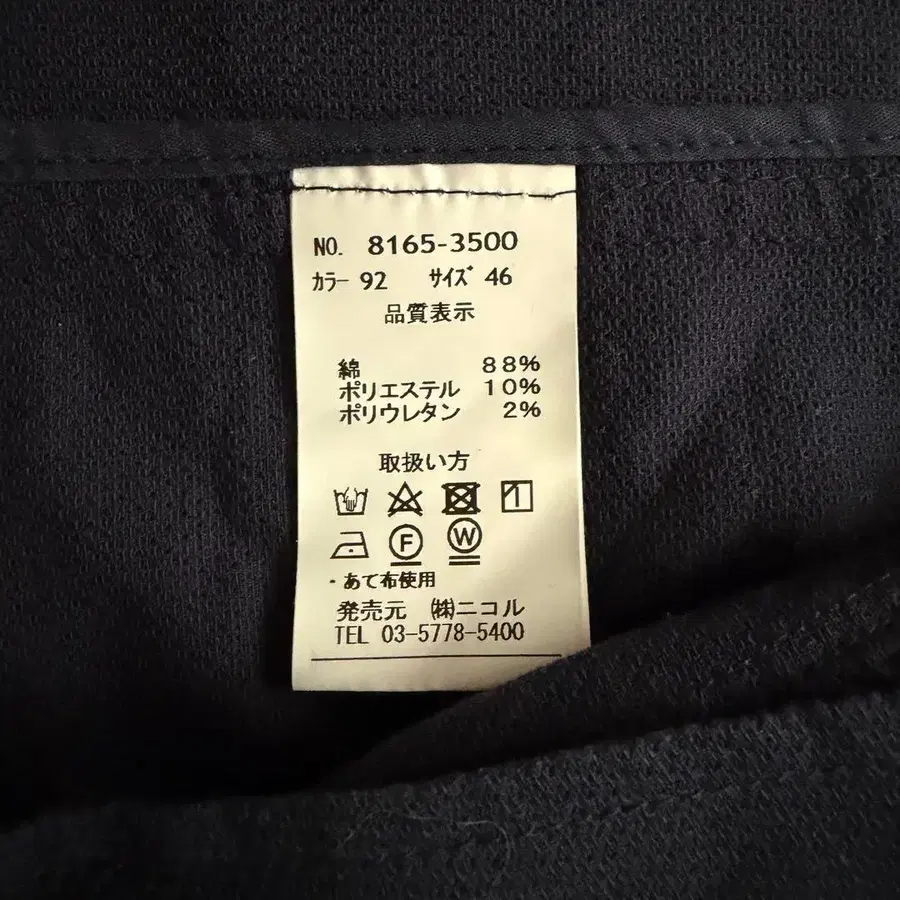 NO. 8165-3500
カラー 92 サイズ 46
品質表示
綿 88%
ポリエステル 10%
ポリウレタン 2%
取扱い方
F W
・あて布使用
発売元 ㈱ニコル
TEL 03-5778-5400